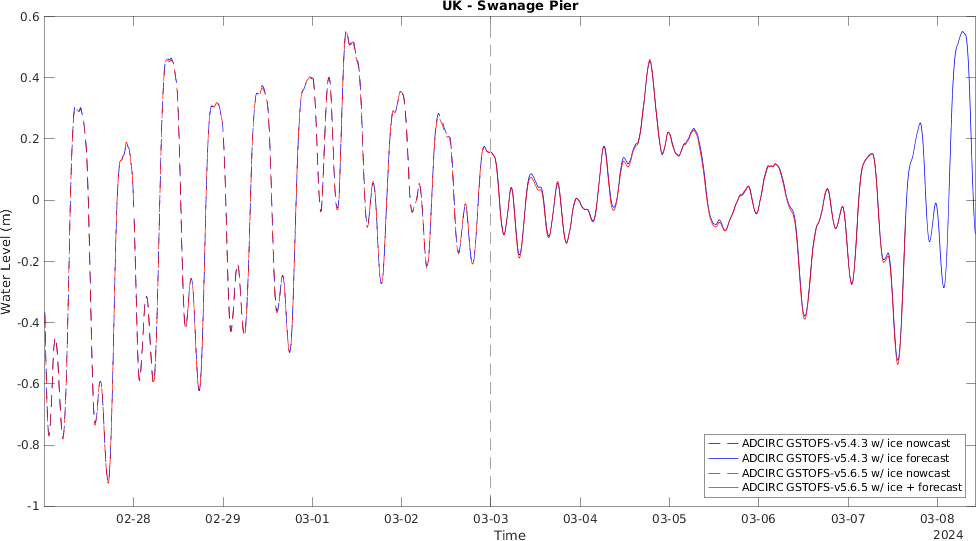 UK - Swanage Pier
Water Level (m)
0.6
0.4
0.2
0
-0.2
-0.4
-0.6
-0.8
-1
ADCIRC GSTOFS-v5.4.3 w/ ice nowcast
ADCIRC GSTOFS-v5.4.3 w/ ice forecast
ADCIRC GSTOFS-v5.6.5 w/ ice nowcast
ADCIRC GSTOFS-v5.6.5 w/ ice + forecast
02-28 02-29 03-01 03-02 03-03 03-04 03-05 03-06 03-07 03-08
Time 2024